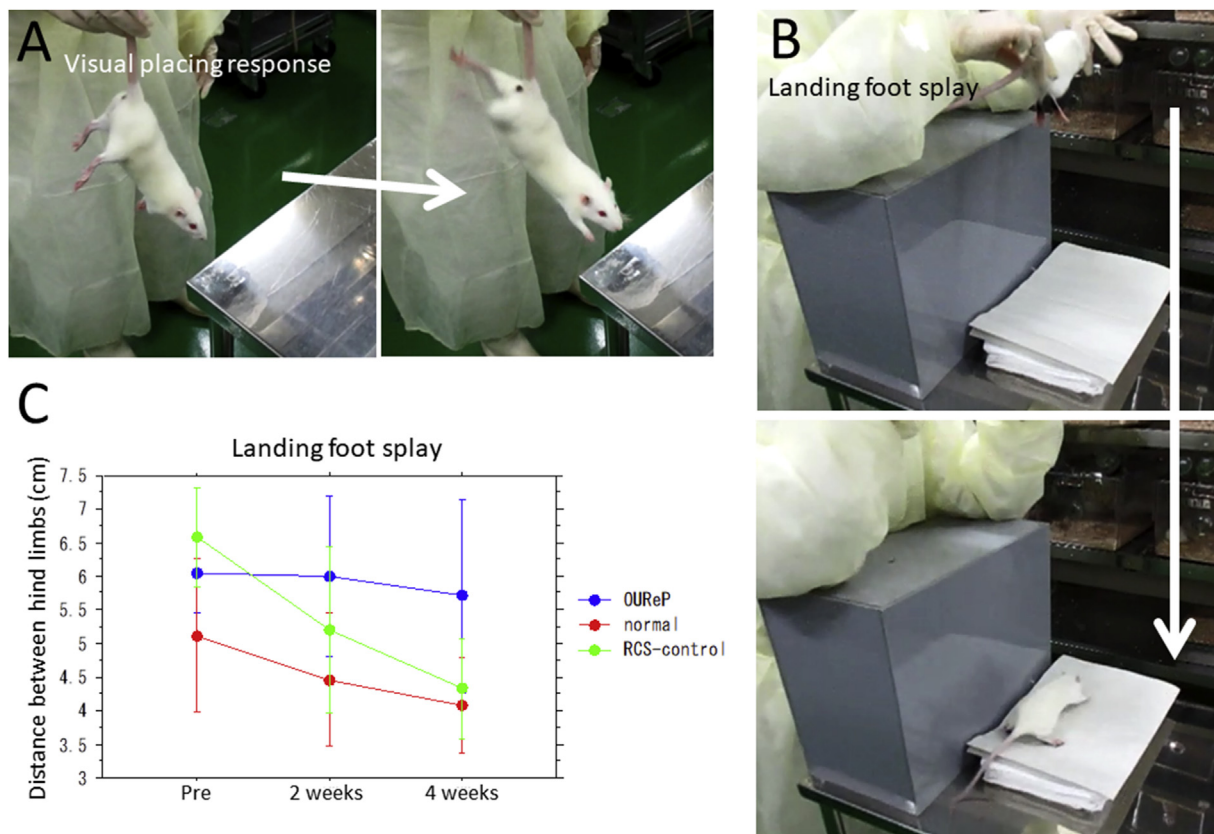 A
Visual placing response
B
Landing foot splay
C
Landing foot splay
Distance between hind limbs (cm)
7.5
7
6.5
6
5.5
5
4.5
4
3.5
3
Pre
2 weeks
4 weeks
OUReP
normal
RCS-control